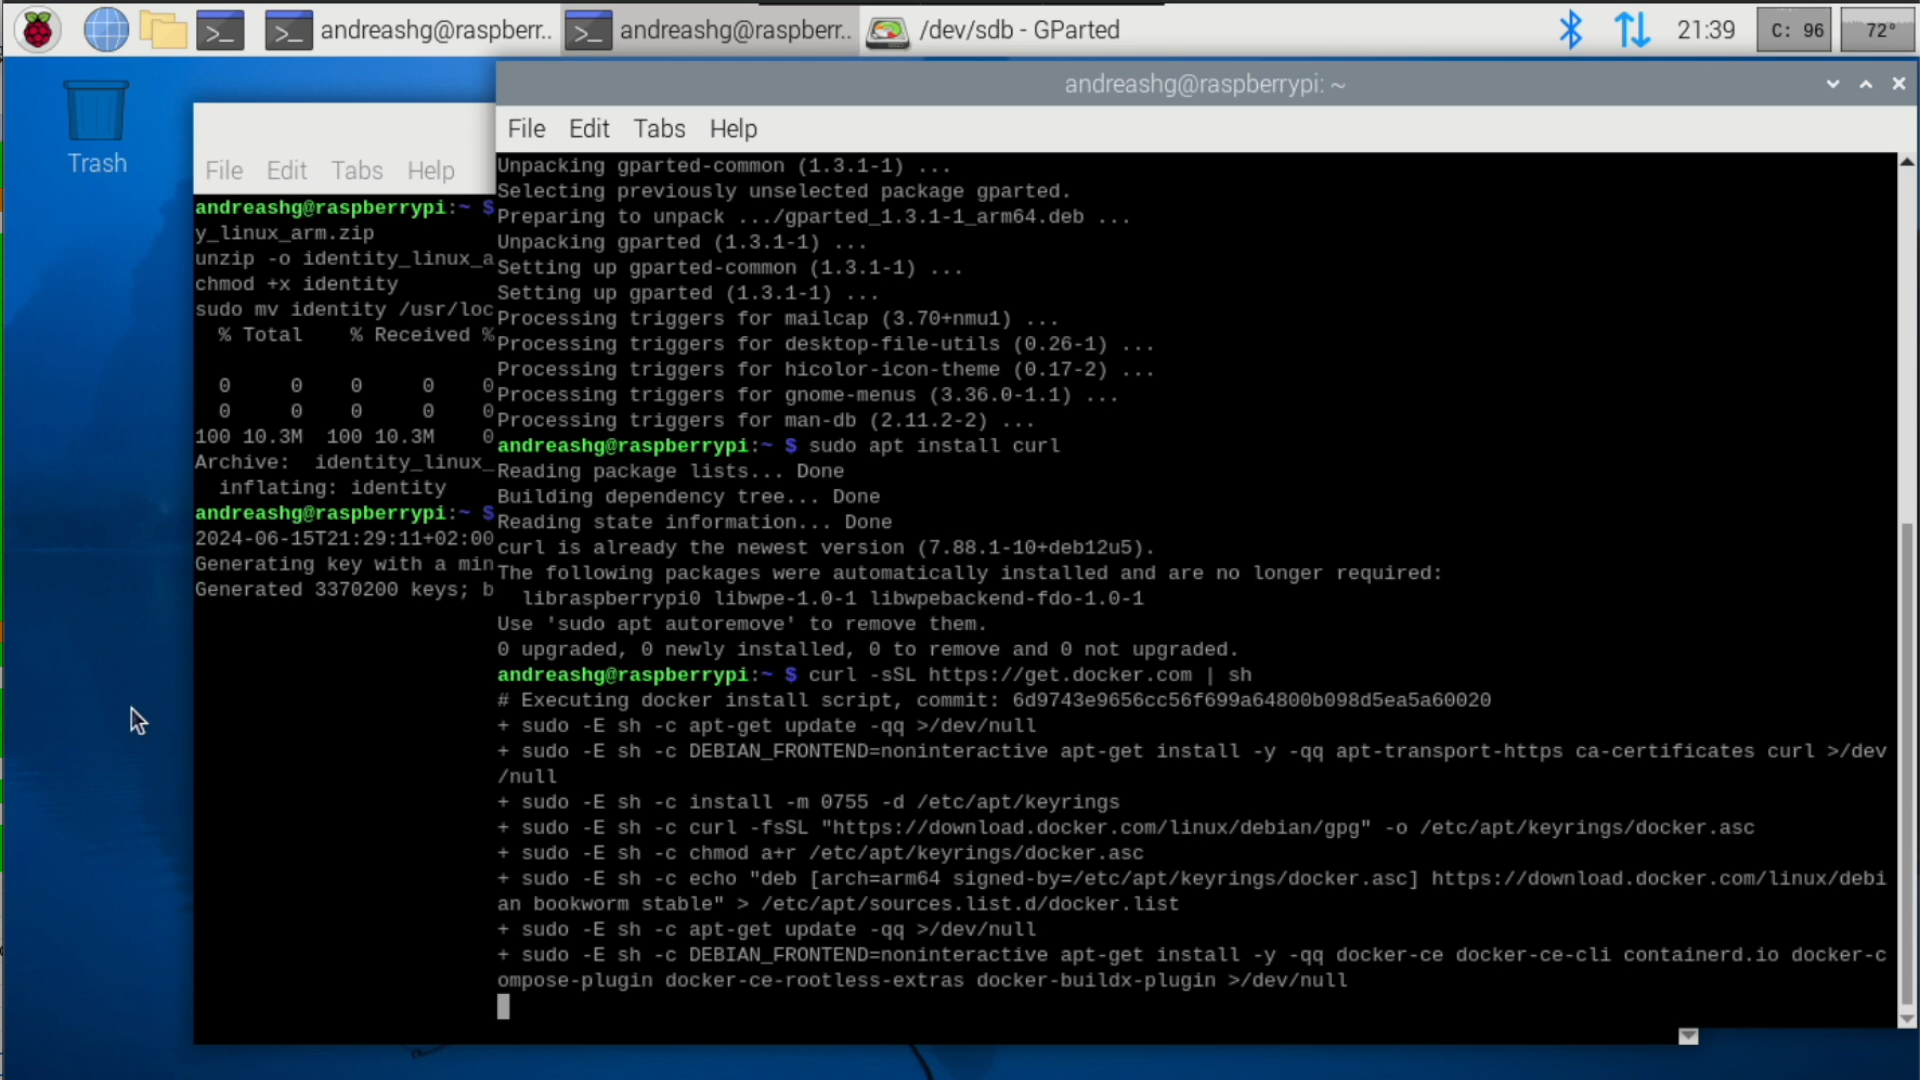 andreashg@raspberr..
andreashg@raspberr..
/dev/sdb - GParted
21:39
C: 96
72°
Trash
File Edit Tabs Help
andreashg@raspberrypi:~ $
y_linux_arm.zip
unzip -o identity_linux_a
chmod +x identity
sudo mv identity /usr/loc
% Total % Received %
0 0 0 0 0
0 0 0 0 0
100 10.3M 100 10.3M 0
Archive: identity_linux_
inflating: identity
andreashg@raspberrypi:~ $
2024-06-15T21:29:11+02:00
Generating key with a min
Generated 3370200 keys; b
andreashg@raspberrypi: ~
File Edit Tabs Help
Unpacking gparted-common (1.3.1-1) ...
Selecting previously unselected package gparted.
Preparing to unpack .../gparted_1.3.1-1_arm64.deb ...
Unpacking gparted (1.3.1-1) ...
Setting up gparted-common (1.3.1-1) ...
Setting up gparted (1.3.1-1) ...
Processing triggers for mailcap (3.70+nmu1) ...
Processing triggers for desktop-file-utils (0.26-1) ...
Processing triggers for hicolor-icon-theme (0.17-2) ...
Processing triggers for gnome-menus (3.36.0-1.1) ...
Processing triggers for man-db (2.11.2-2) ...
andreashg@raspberrypi:~ $ sudo apt install curl
Reading package lists... Done
Building dependency tree... Done
Reading state information... Done
curl is already the newest version (7.88.1-10+deb12u5).
The following packages were automatically installed and are no longer required:
libraspberrypi0 libwpe-1.0-1 libwpebackend-fdo-1.0-1
Use 'sudo apt autoremove' to remove them.
0 upgraded, 0 newly installed, 0 to remove and 0 not upgraded.
andreashg@raspberrypi:~ $ curl -sSL https://get.docker.com | sh
# Executing docker install script, commit: 6d9743e9656cc56f699a64800b098d5ea5a60020
+ sudo -E sh -c apt-get update -qq >/dev/null
+ sudo -E sh -c DEBIAN_FRONTEND=noninteractive apt-get install -y -qq apt-transport-https ca-certificates curl >/dev
/null
+ sudo -E sh -c install -m 0755 -d /etc/apt/keyrings
+ sudo -E sh -c curl -fsSL "https://download.docker.com/linux/debian/gpg" -o /etc/apt/keyrings/docker.asc
+ sudo -E sh -c chmod a+r /etc/apt/keyrings/docker.asc
+ sudo -E sh -c echo "deb [arch=arm64 signed-by=/etc/apt/keyrings/docker.asc] https://download.docker.com/linux/debi
an bookworm stable" > /etc/apt/sources.list.d/docker.list
+ sudo -E sh -c apt-get update -qq >/dev/null
+ sudo -E sh -c DEBIAN_FRONTEND=noninteractive apt-get install -y -qq docker-ce docker-ce-cli containerd.io docker-c
ompose-plugin docker-ce-rootless-extras docker-buildx-plugin >/dev/null